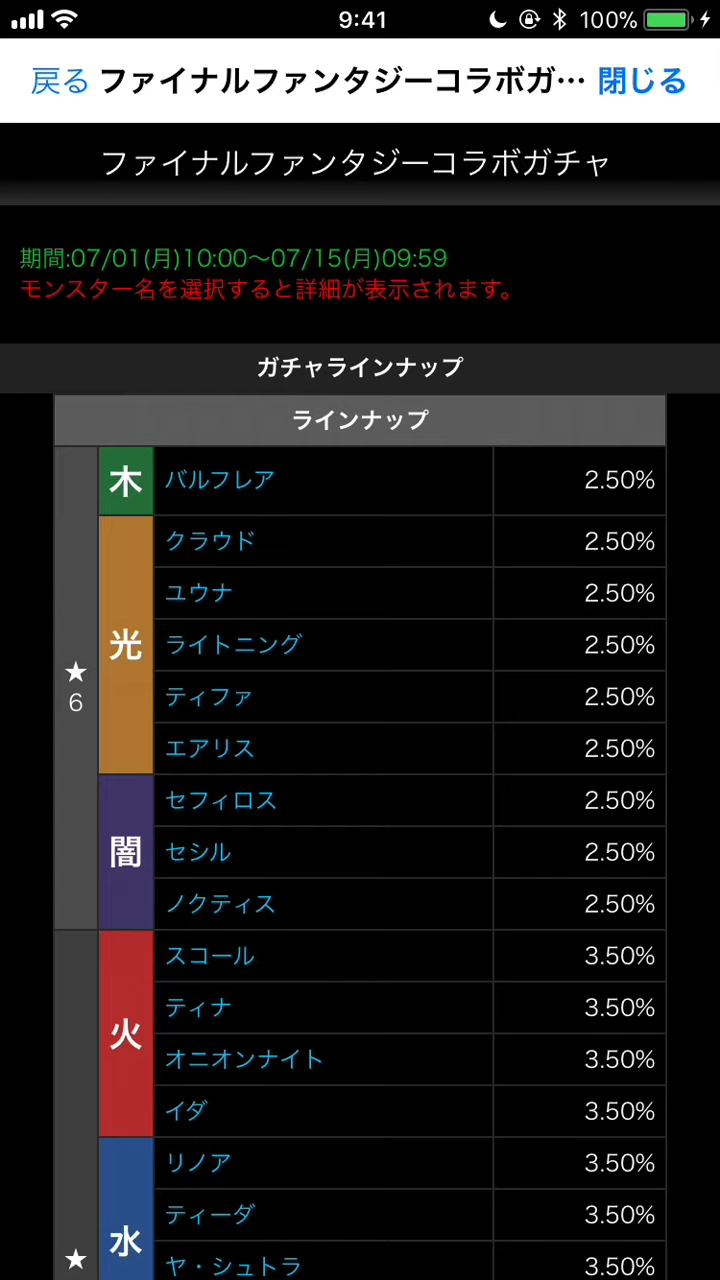 9:41
100%
戻る ファイナルファンタジーコラボガ… 閉じる
ファイナルファンタジーコラボガチャ
期間:07/01(月)10:00〜07/15(月)09:59
モンスター名を選択すると詳細が表示されます。
ガチャラインナップ
ラインナップ
★
6
木
バルフレア 2.50%
光
クラウド 2.50%
ユウナ 2.50%
ライトニング 2.50%
ティファ 2.50%
エアリス 2.50%
闇
セフィロス 2.50%
セシル 2.50%
ノクティス 2.50%
★
火
スコール 3.50%
ティナ 3.50%
オニオンナイト 3.50%
イダ 3.50%
水
リノア 3.50%
ティーダ 3.50%
ヤ・シュトラ 3.50%